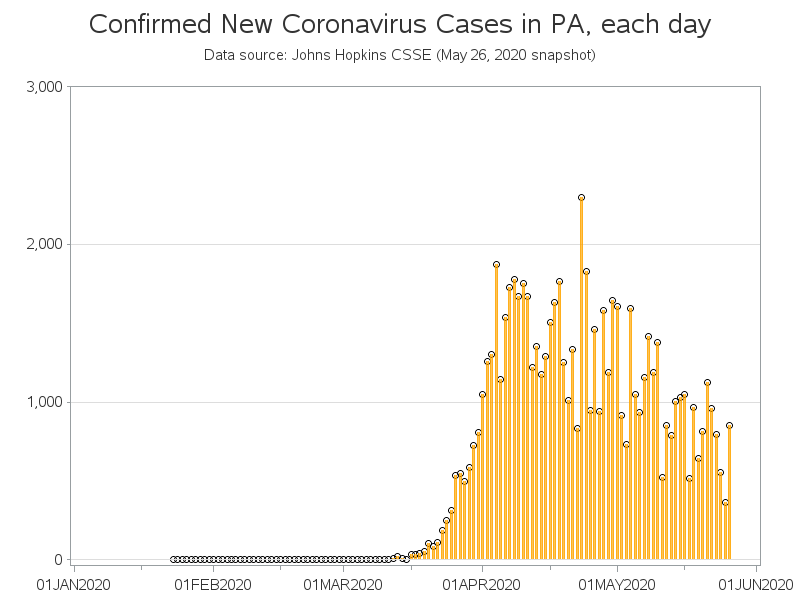 Confirmed New Coronavirus Cases in PA, each day
Data source: Johns Hopkins CSSE (May 26, 2020 snapshot)
3,000
2,000
1,000
0
01JAN2020 01FEB2020 01MAR2020 01APR2020 01MAY2020 01JUN2020